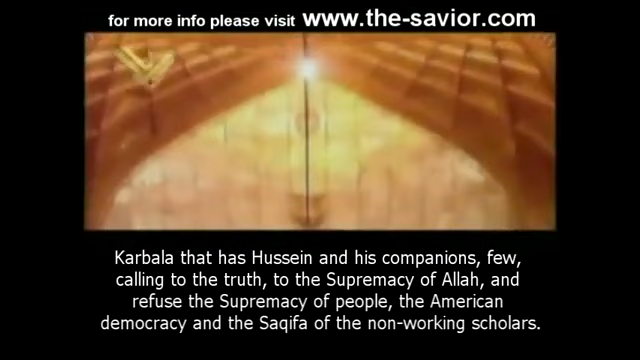 for more info please visit www.the-savior.com
Karbala that has Hussein and his companions, few,
calling to the truth, to the Supremacy of Allah, and
refuse the Supremacy of people, the American
democracy and the Saqifa of the non-working scholars.